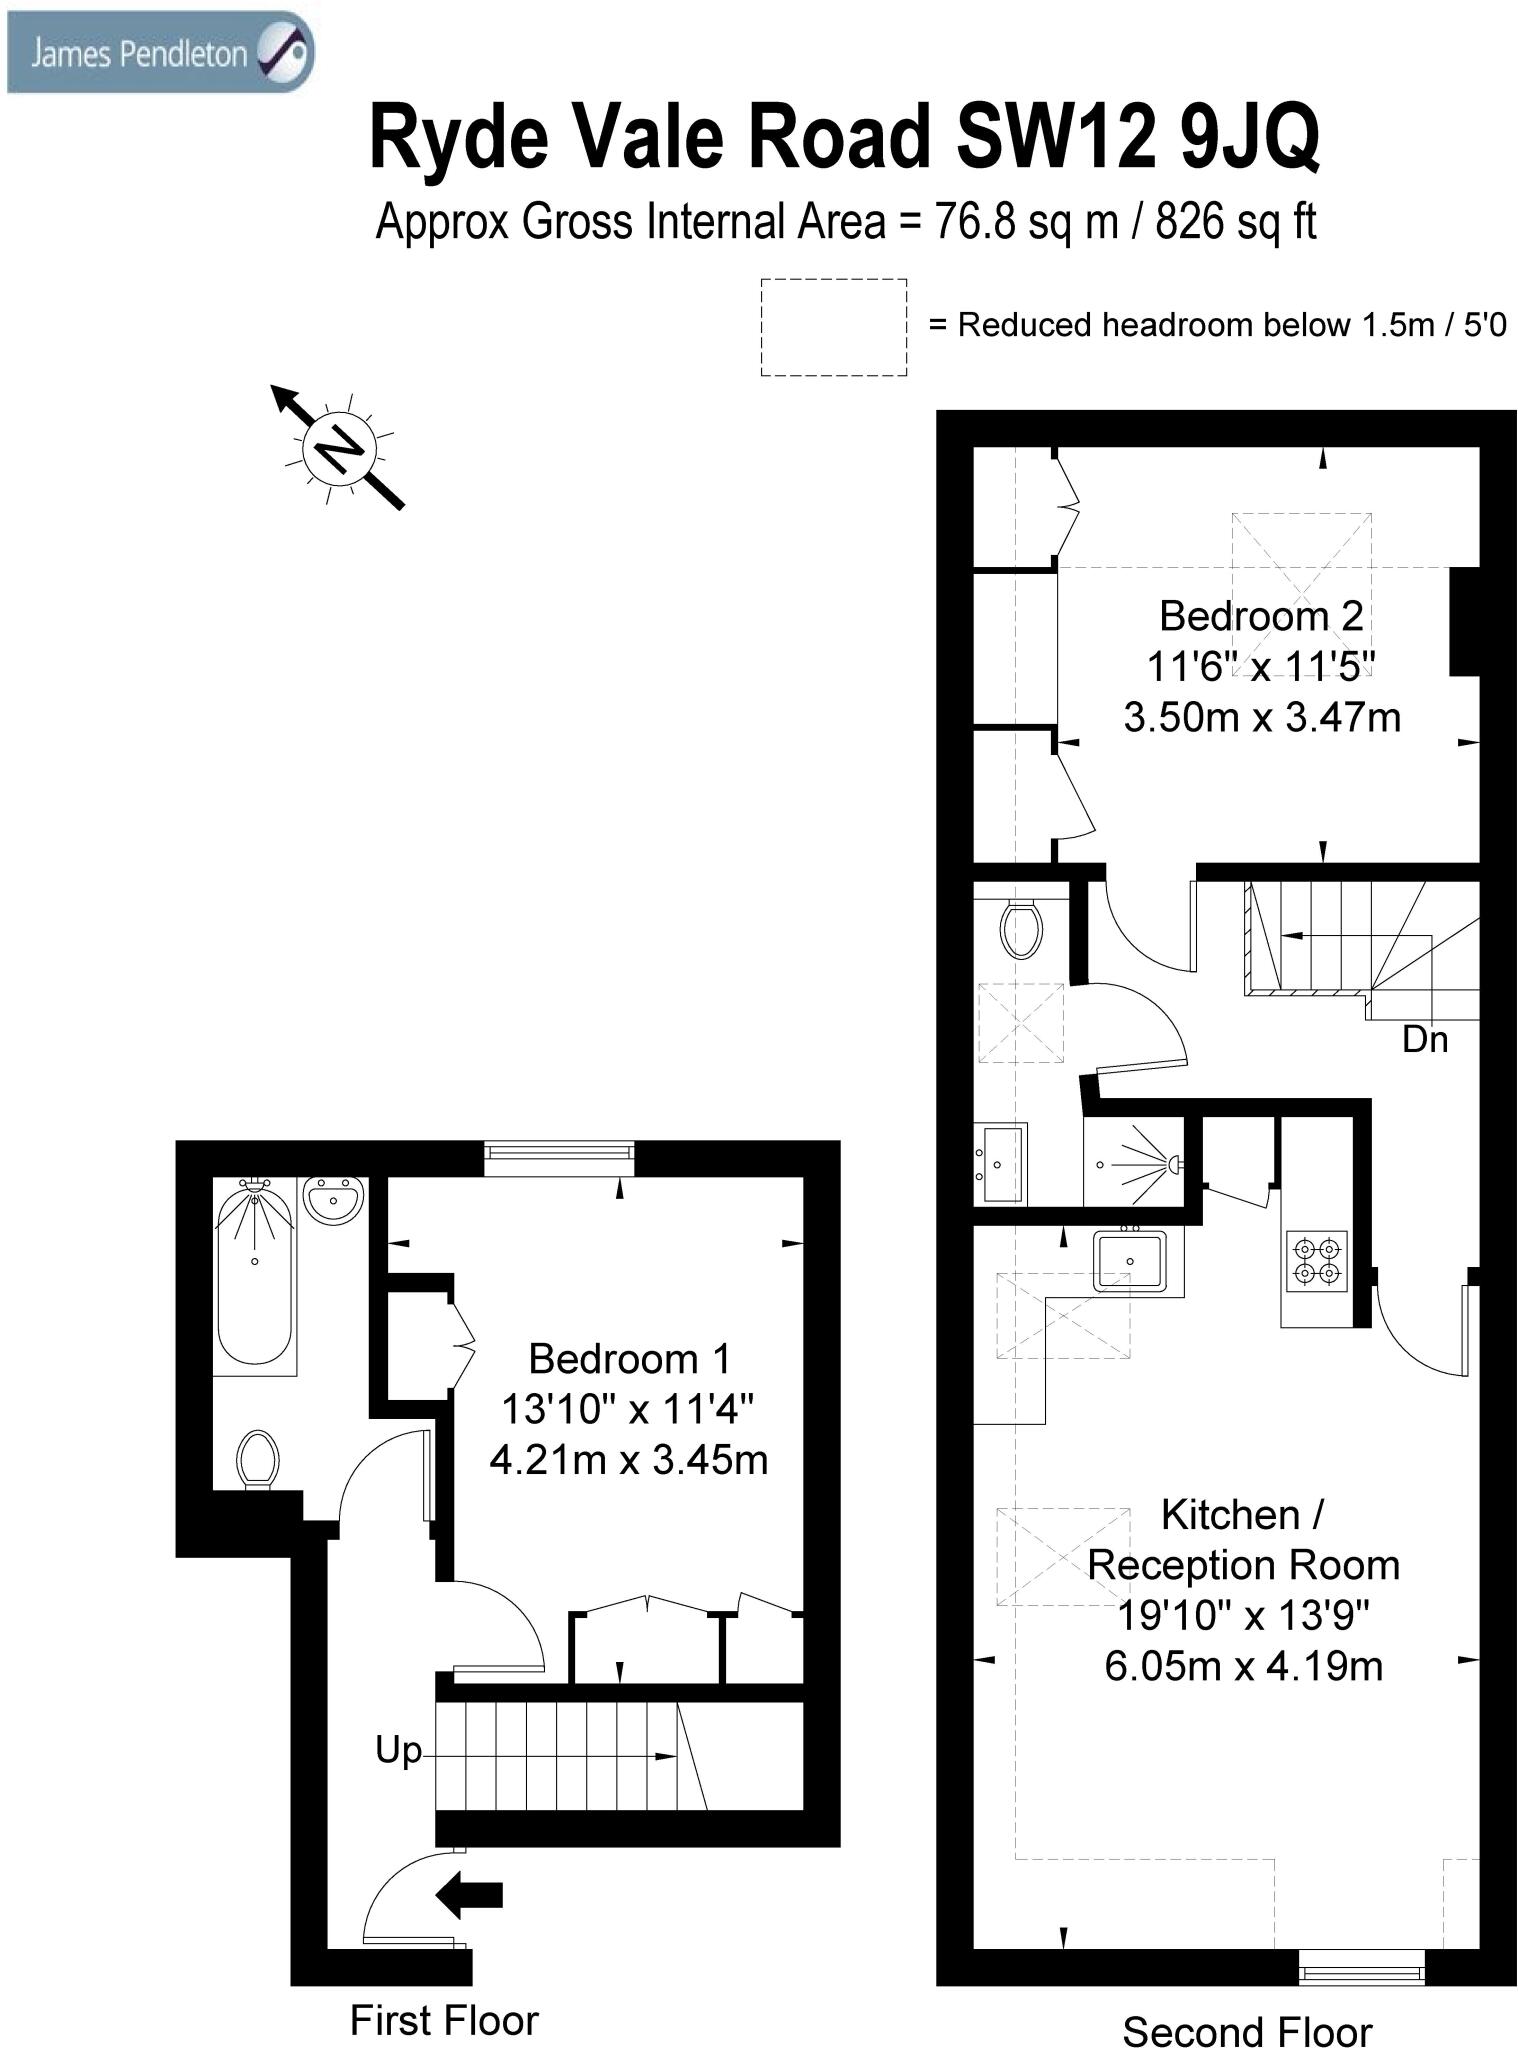 James Pendleton
Ryde Vale Road SW12 9JQ
Approx Gross Internal Area = 76.8 sq m / 826 sq ft
= Reduced headroom below 1.5m / 5'0
N
Bedroom 2
11'6" x 11'5"
3.50m x 3.47m
Dn
Bedroom 1
13'10" x 11'4"
4.21m x 3.45m
Kitchen /
Reception Room
19'10" x 13'9"
6.05m x 4.19m
Up
First Floor
Second Floor